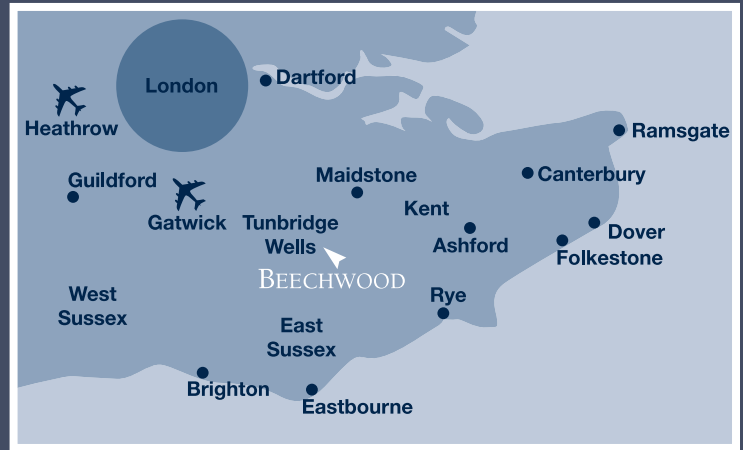 London
Dartford
Heathrow
Ramsgate
Guildford
Maidstone
Canterbury
Gatwick
Tunbridge
Wells
Kent
Ashford
Dover
Folkestone
BEECHWOOD
West
Sussex
Rye
East
Sussex
Brighton
Eastbourne